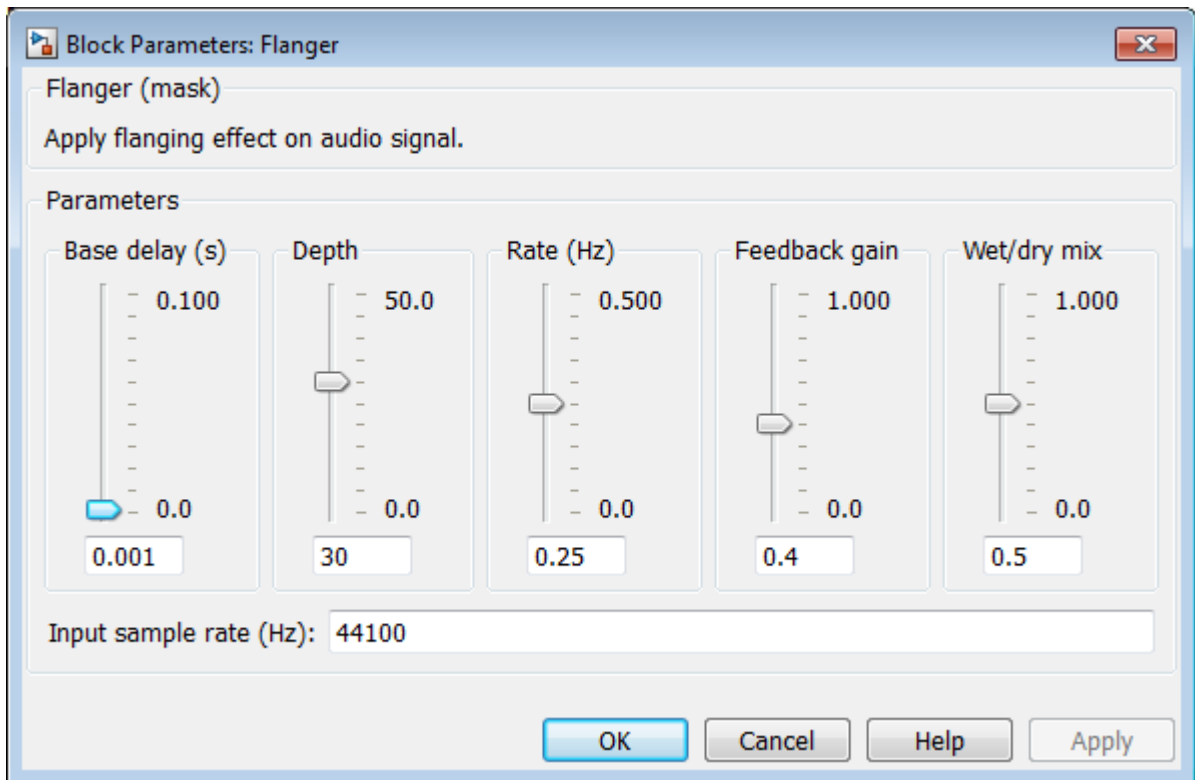 Block Parameters: Flanger
Flanger (mask)
Apply flanging effect on audio signal.
Parameters
Base delay (s)
0.100
0.0
0.001
Depth
50.0
0.0
30
Rate (Hz)
0.500
0.0
0.25
Feedback gain
1.000
0.0
0.4
Wet/dry mix
1.000
0.0
0.5
Input sample rate (Hz): 44100
OK Cancel Help Apply